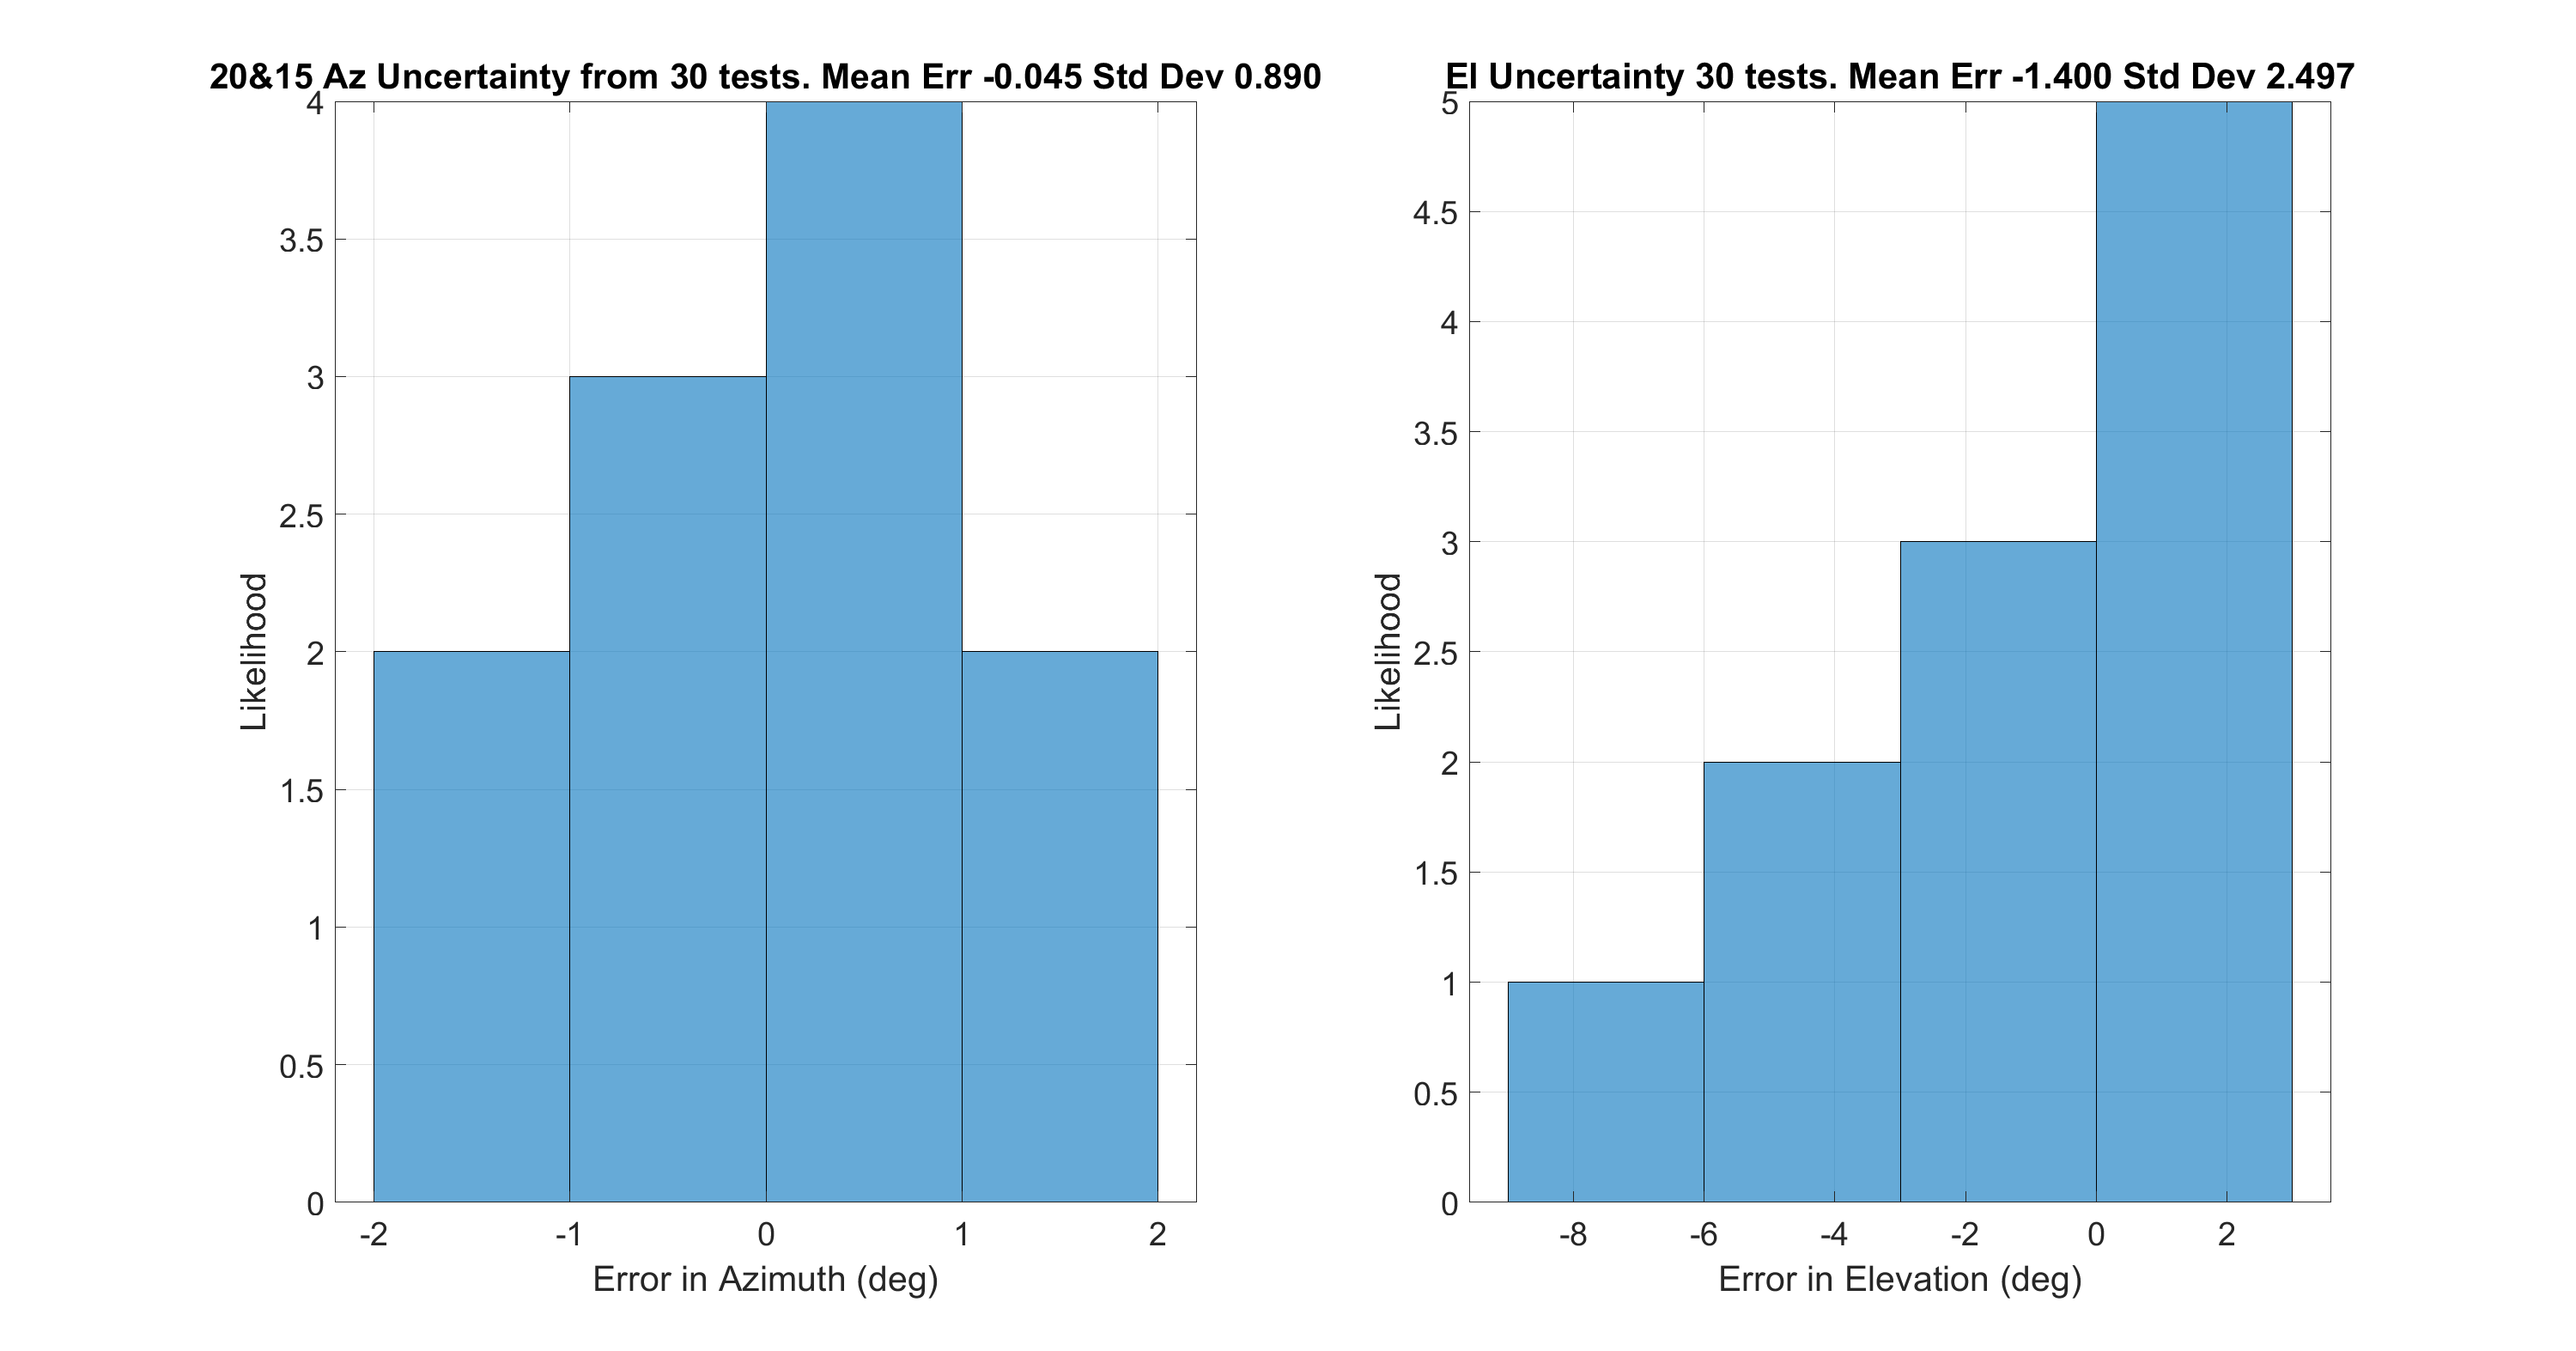 20&15 Az Uncertainty from 30 tests. Mean Err -0.045 Std Dev 0.890
4
3.5
3
2.5
2
1.5
1
0.5
0
Likelihood
-2 -1 0 1 2
Error in Azimuth (deg)
El Uncertainty 30 tests. Mean Err -1.400 Std Dev 2.497
5
4.5
4
3.5
3
2.5
2
1.5
1
0.5
0
Likelihood
-8 -6 -4 -2 0 2
Error in Elevation (deg)